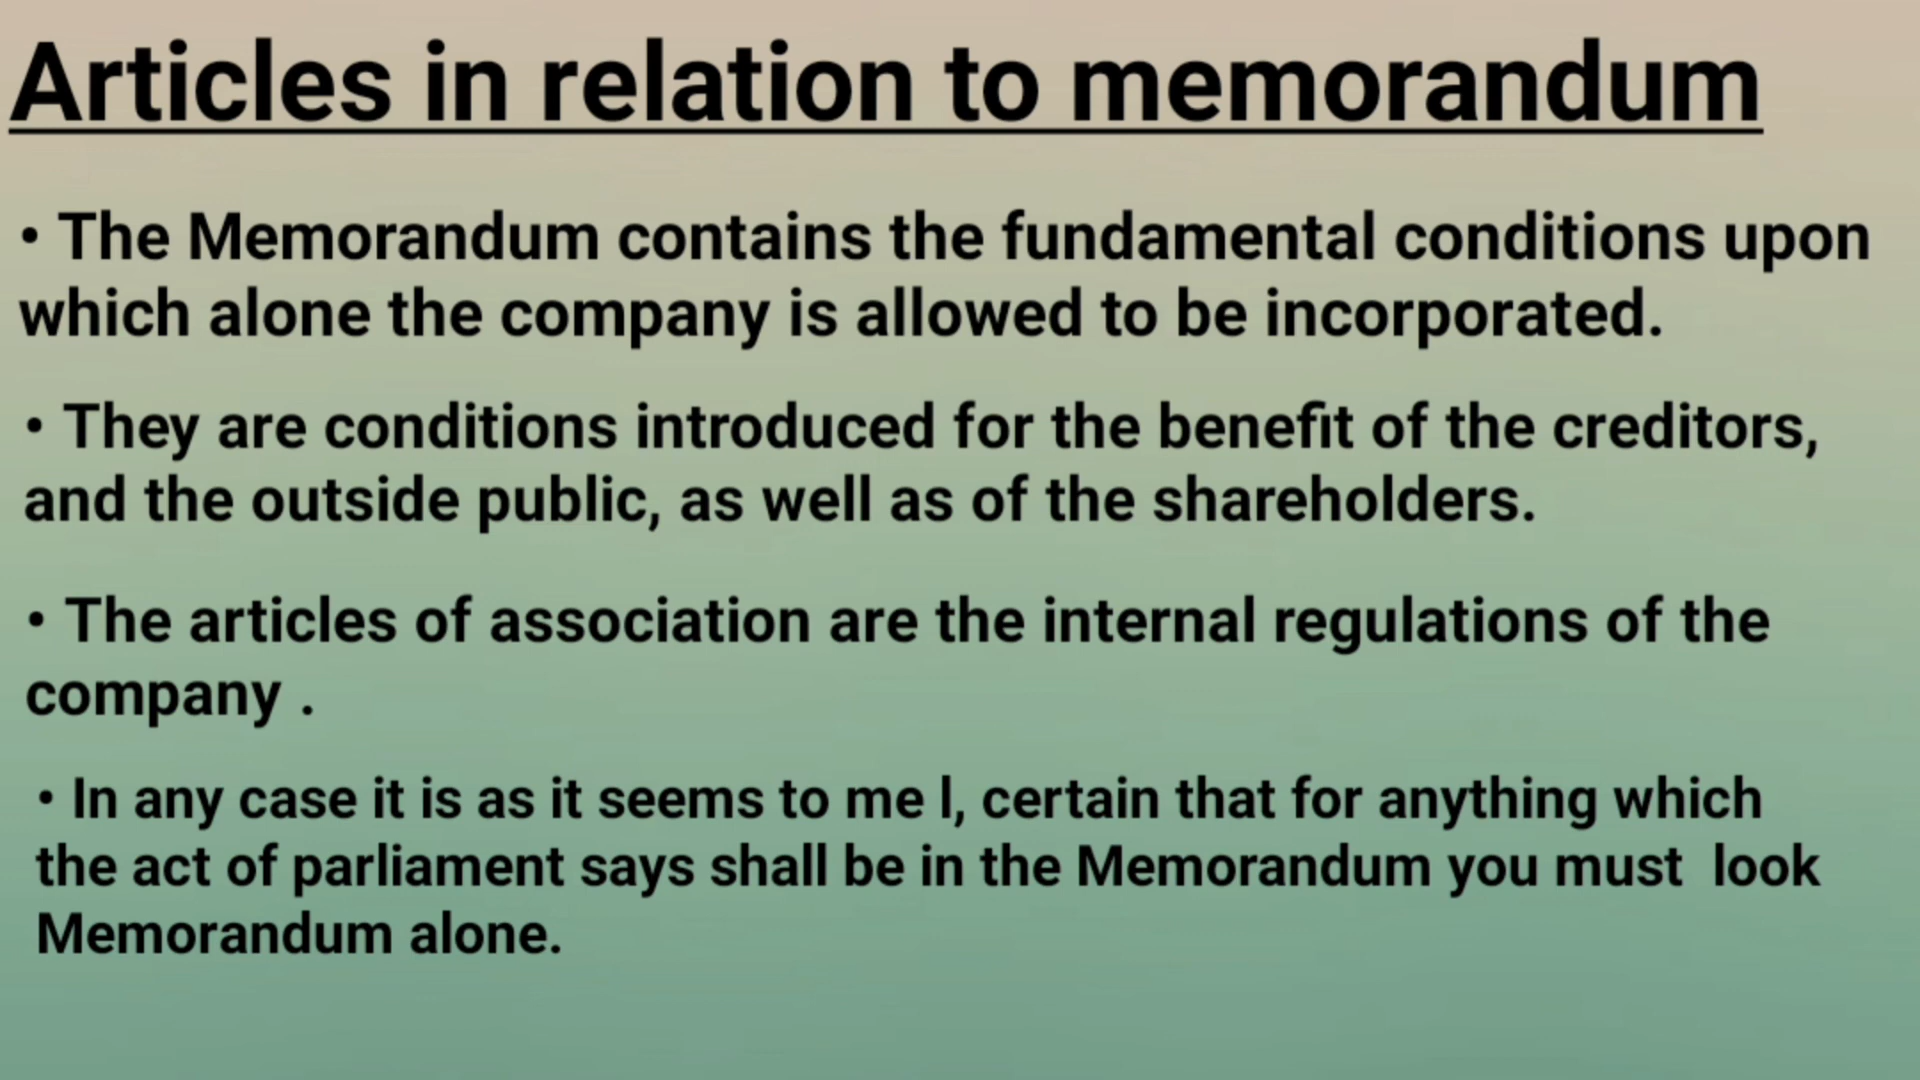 Articles in relation to memorandum
• The Memorandum contains the fundamental conditions upon
which alone the company is allowed to be incorporated.
• They are conditions introduced for the benefit of the creditors,
and the outside public, as well as of the shareholders.
• The articles of association are the internal regulations of the
company .
• In any case it is as it seems to me l, certain that for anything which
the act of parliament says shall be in the Memorandum you must  look
Memorandum alone.